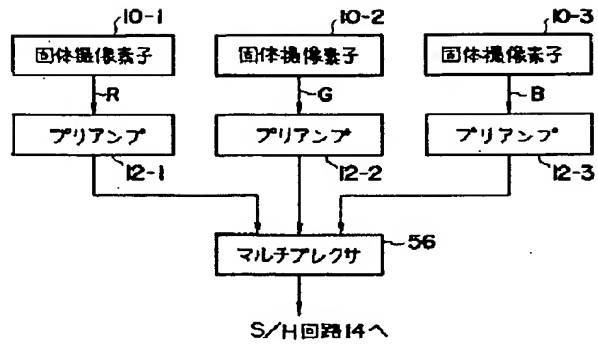 10-1 10-2 10-3
固体撮像素子 固体撮像素子 固体撮像素子
R G B
プリアンプ プリアンプ プリアンプ
12-1 12-2 12-3
マルチプレクサ 56
S/H回路14へ